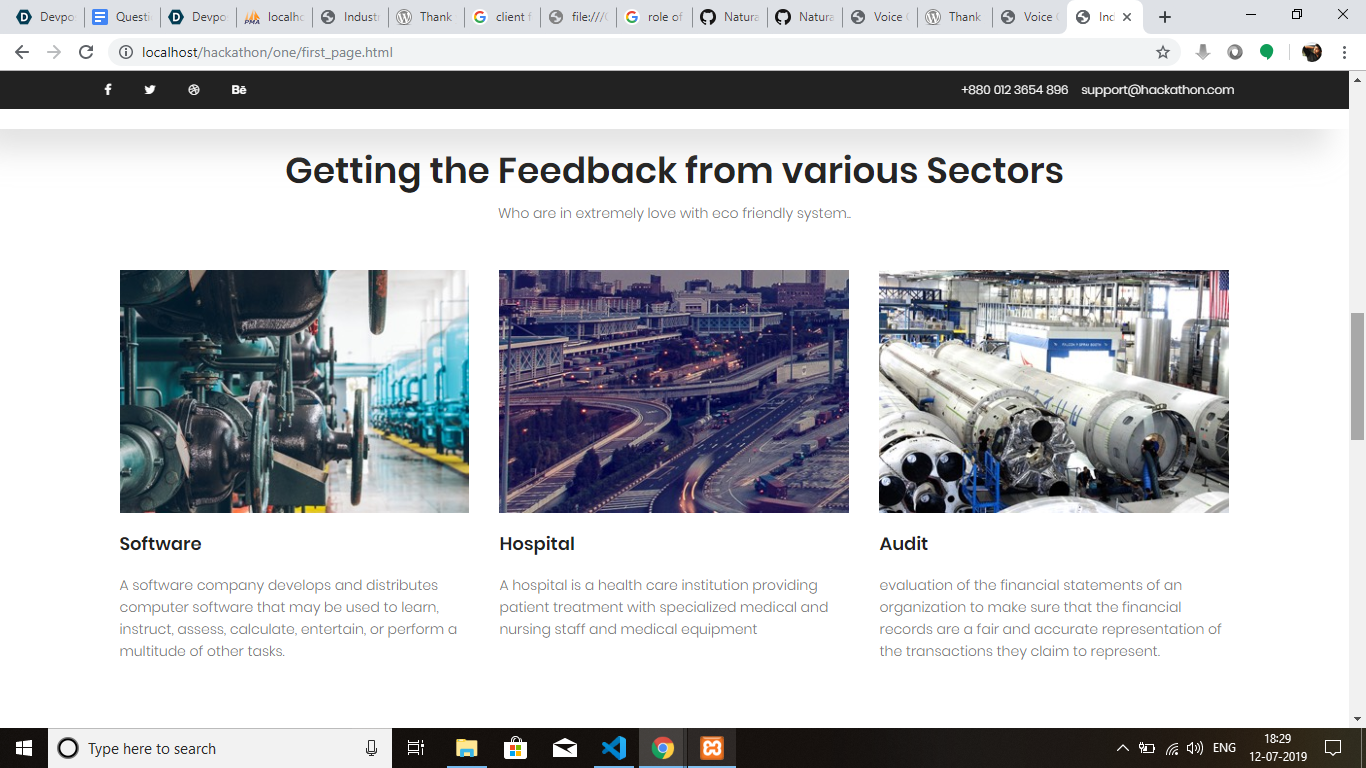 Devpo
Questi
Devpo
localho
Industr
Thank
client f
file:///C
role of
Natura
Natura
Voice C
Thank
Voice C
Inc
localhost/hackathon/one/first_page.html
+880 012 3654 896 support@hackathon.com
Getting the Feedback from various Sectors
Who are in extremely love with eco friendly system..
Software
A software company develops and distributes
computer software that may be used to learn,
instruct, assess, calculate, entertain, or perform a
multitude of other tasks.
Hospital
A hospital is a health care institution providing
patient treatment with specialized medical and
nursing staff and medical equipment
Audit
evaluation of the financial statements of an
organization to make sure that the financial
records are a fair and accurate representation of
the transactions they claim to represent.
Type here to search
ENG
18:29
12-07-2019